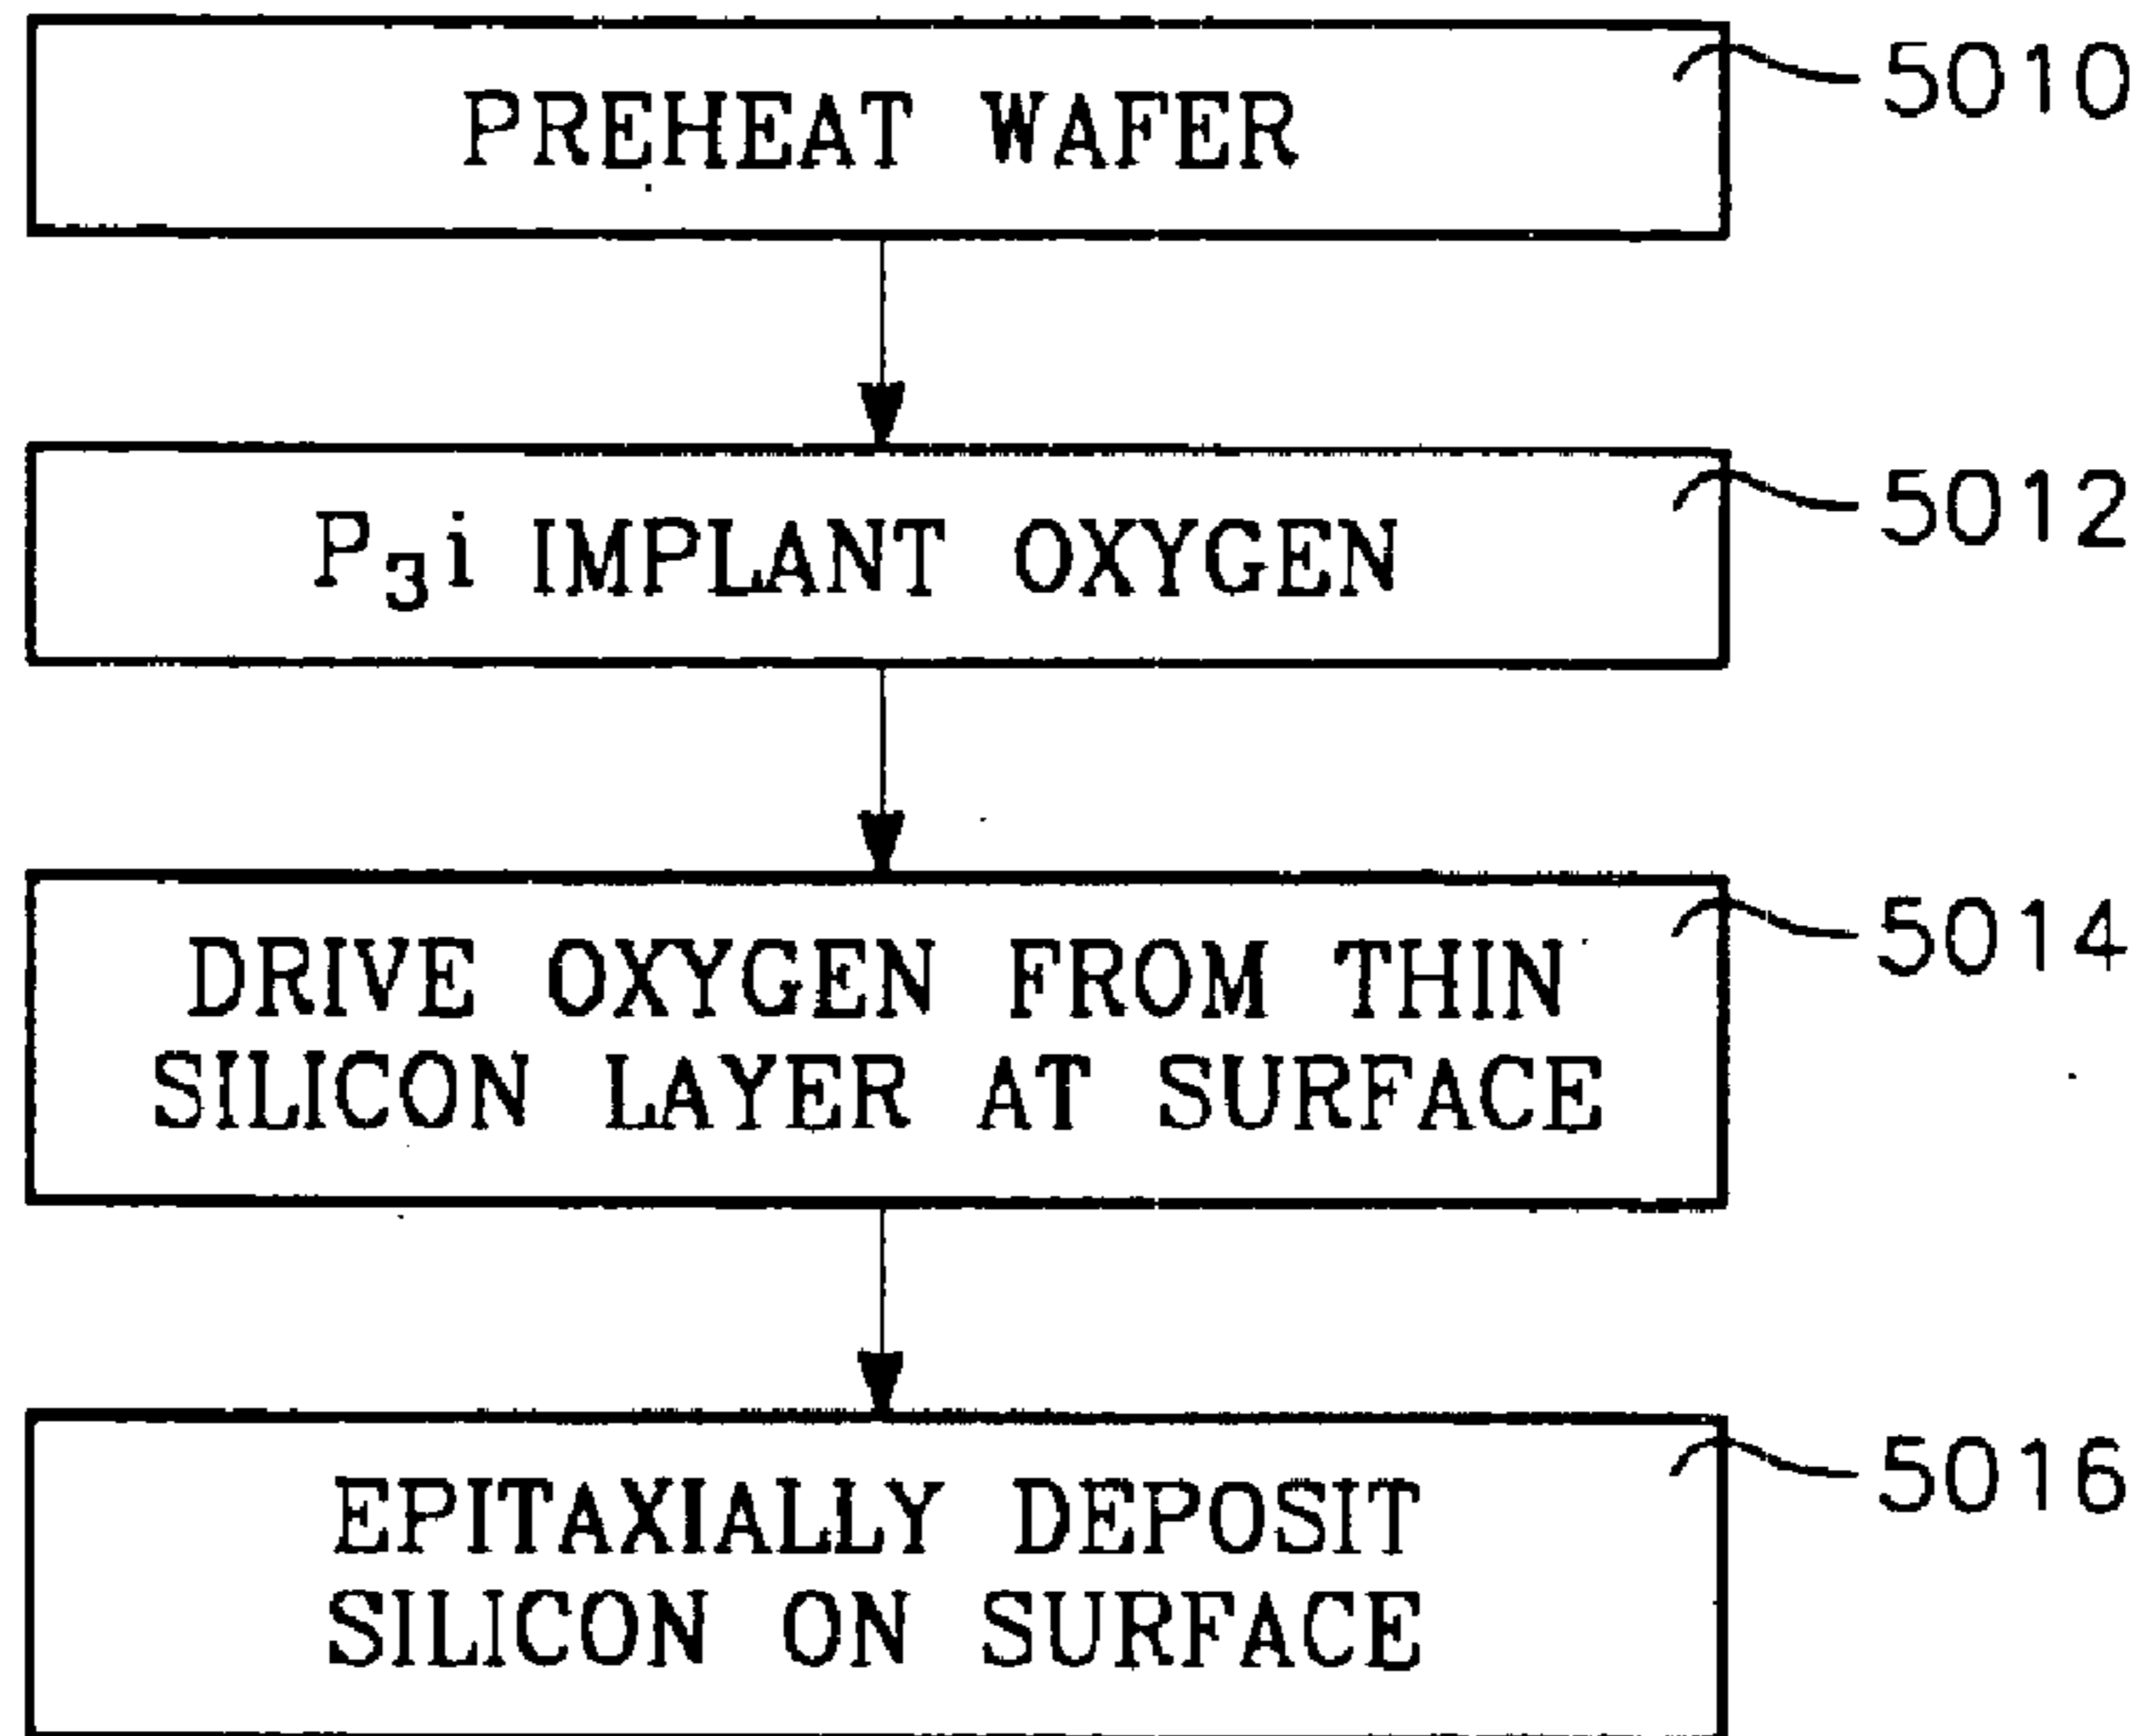 PREHEAT WAFER
5010
P₃i IMPLANT OXYGEN
5012
DRIVE OXYGEN FROM THIN
SILICON LAYER AT SURFACE
5014
EPITAXIALLY DEPOSIT
SILICON ON SURFACE
5016